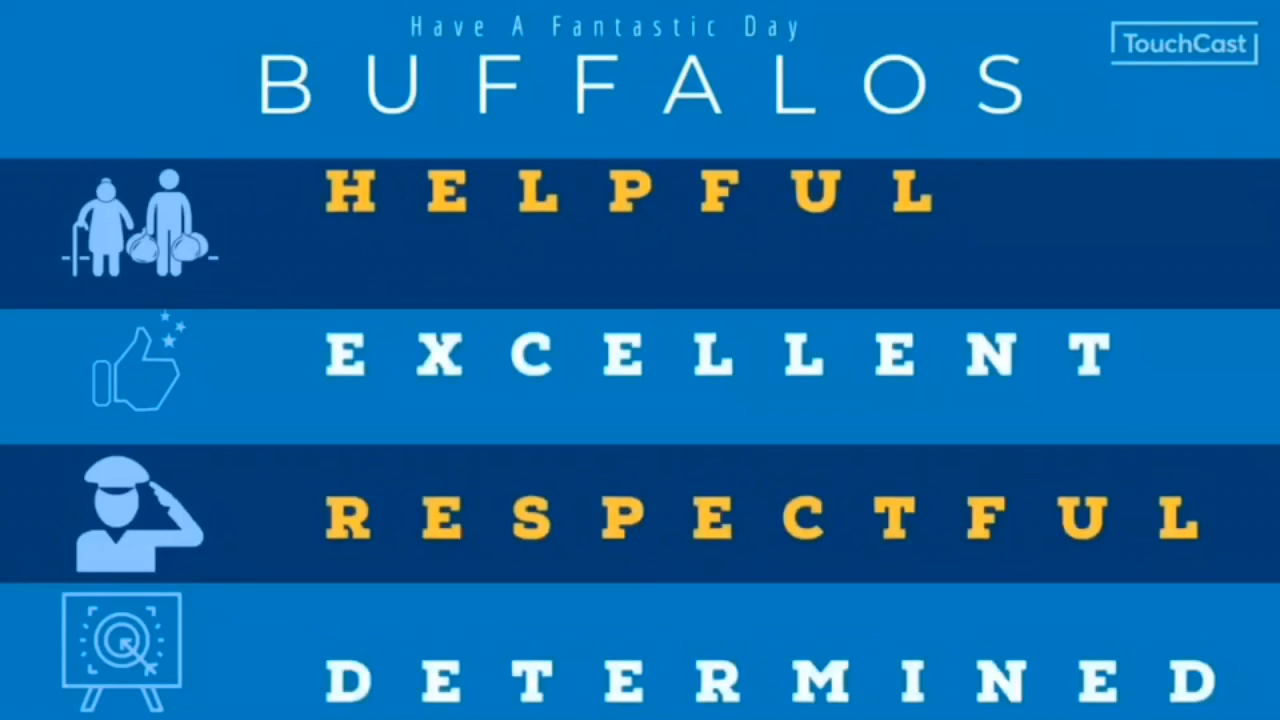 Have A Fantastic Day
TouchCast
BUFFALOS
HELPFUL
EXCELLENT
RESPECTFUL
DETERMINED